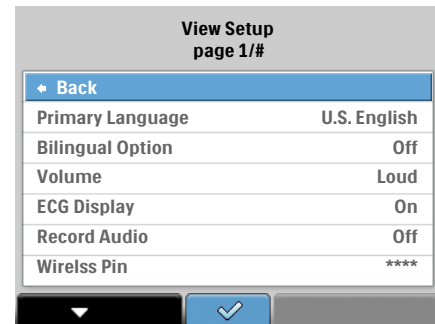 View Setup
page 1/#
Back
Primary Language U.S. English
Bilingual Option Off
Volume Loud
ECG Display On
Record Audio Off
Wirelss Pin ****